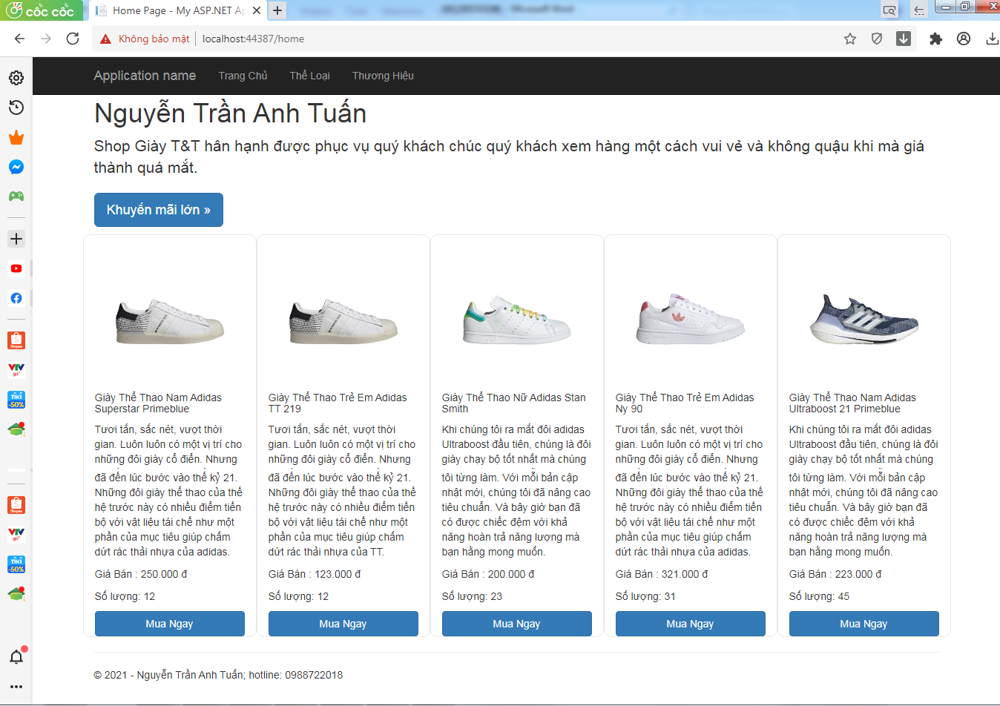 cốc cốc
Home Page - My ASP.NET Ap
Không bảo mật
localhost:44387/home
Application name
Trang Chủ
Thể Loại
Thương Hiệu
Nguyễn Trần Anh Tuấn
Shop Giày T&T hân hạnh được phục vụ quý khách chúc quý khách xem hàng một cách vui vẻ và không quậu khi mà giá
thành quá mắt.
Khuyến mãi lớn »
Giày Thể Thao Nam Adidas
Superstar Primeblue
Tươi tắn, sắc nét, vượt thời
gian. Luôn luôn có một vị trí cho
những đôi giày cổ điển. Nhưng
đã đến lúc bước vào thế kỷ 21.
Những đôi giày thể thao của thế
hệ trước này có nhiều điểm tiến
bộ với vật liệu tái chế như một
phần của mục tiêu giúp chấm
dứt rác thải nhựa của adidas.
Giá Bán : 250.000 đ
Số lượng: 12
Mua Ngay
Giày Thể Thao Trẻ Em Adidas
TT 219
Tươi tắn, sắc nét, vượt thời
gian. Luôn luôn có một vị trí cho
những đôi giày cổ điển. Nhưng
đã đến lúc bước vào thế kỷ 21.
Những đôi giày thể thao của thế
hệ trước này có nhiều điểm tiến
bộ với vật liệu tái chế như một
phần của mục tiêu giúp chấm
dứt rác thải nhựa của TT.
Giá Bán : 123.000 đ
Số lượng: 12
Mua Ngay
Giày Thể Thao Nữ Adidas Stan
Smith
Khi chúng tôi ra mắt đôi adidas
Ultraboost đầu tiên, chúng là đôi
giày chạy bộ tốt nhất mà chúng
tôi từng làm. Với mỗi bản cập
nhật mới, chúng tôi đã nâng cao
tiêu chuẩn. Và bây giờ bạn đã
có được chiếc đệm với khả
năng hoàn trả năng lượng mà
bạn hằng mong muốn.
Giá Bán : 200.000 đ
Số lượng: 23
Mua Ngay
Giày Thể Thao Trẻ Em Adidas
Ny 90
Tươi tắn, sắc nét, vượt thời
gian. Luôn luôn có một vị trí cho
những đôi giày cổ điển. Nhưng
đã đến lúc bước vào thế kỷ 21.
Những đôi giày thể thao của thế
hệ trước này có nhiều điểm tiến
bộ với vật liệu tái chế như một
phần của mục tiêu giúp chấm
dứt rác thải nhựa của adidas.
Giá Bán : 321.000 đ
Số lượng: 31
Mua Ngay
Giày Thể Thao Nam Adidas
Ultraboost 21 Primeblue
Khi chúng tôi ra mắt đôi adidas
Ultraboost đầu tiên, chúng là đôi
giày chạy bộ tốt nhất mà chúng
tôi từng làm. Với mỗi bản cập
nhật mới, chúng tôi đã nâng cao
tiêu chuẩn. Và bây giờ bạn đã
có được chiếc đệm với khả
năng hoàn trả năng lượng mà
bạn hằng mong muốn.
Giá Bán : 223.000 đ
Số lượng: 45
Mua Ngay
© 2021 - Nguyễn Trần Anh Tuấn; hotline: 0988722018
Shopee
VTV
go
TIKI
-50%
Shopee
VTV
go
TIKI
-50%